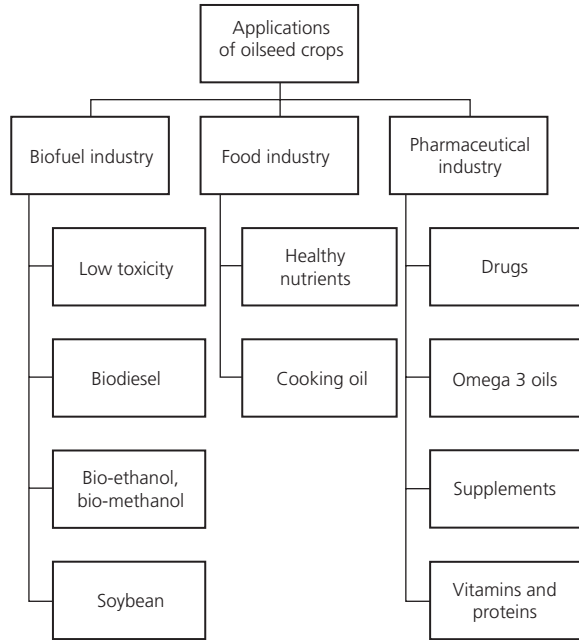 Applications
of oilseed crops
Biofuel industry
Food industry
Pharmaceutical
industry
Low toxicity
Biodiesel
Bio-ethanol,
bio-methanol
Soybean
Healthy
nutrients
Cooking oil
Drugs
Omega 3 oils
Supplements
Vitamins and
proteins